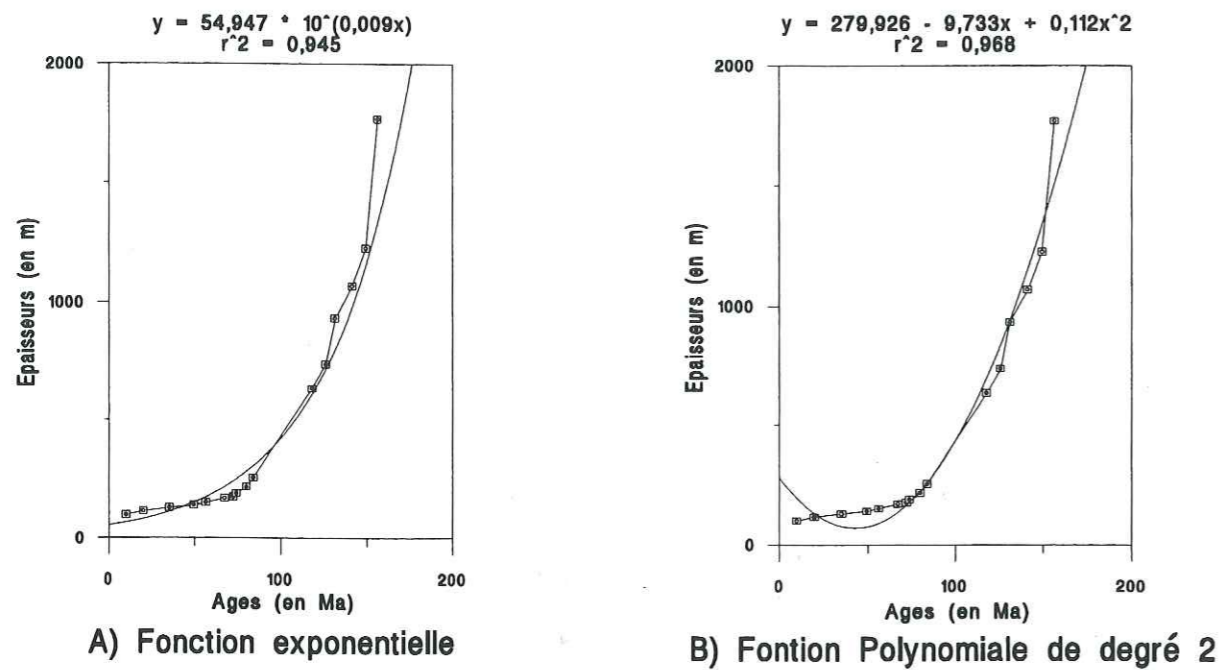 y = 54,947 * 10^(0,009x)
r^2 = 0,945
2000
1000
0
Epaisseurs (en m)
0
100
200
Ages (en Ma)
A) Fonction exponentielle
y = 279,926 - 9,733x + 0,112x^2
r^2 = 0,968
2000
1000
0
Epaisseurs (en m)
0
100
200
Ages (en Ma)
B) Fontion Polynomiale de degré 2